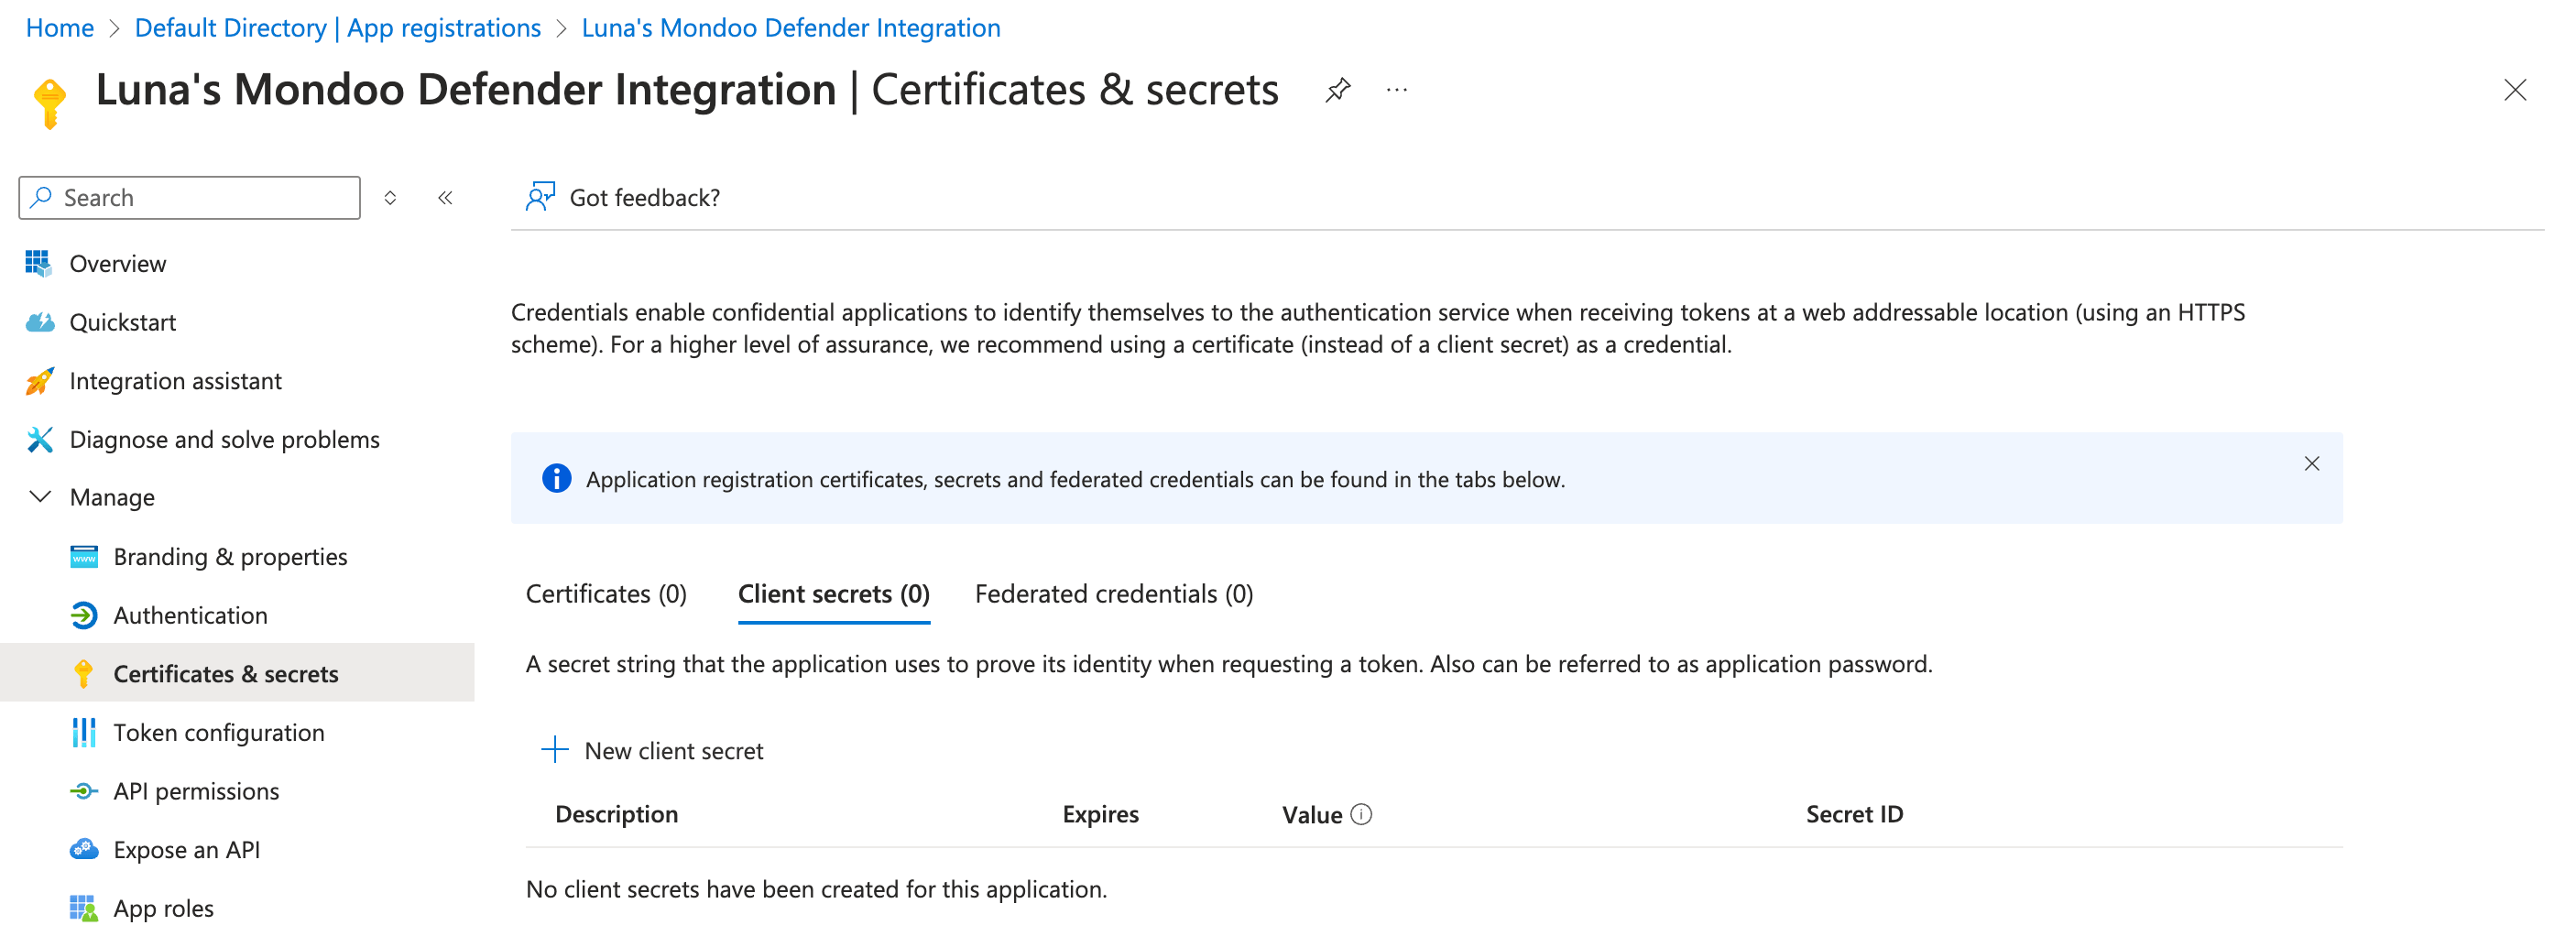 Home > Default Directory | App registrations > Luna's Mondoo Defender Integration
Luna's Mondoo Defender Integration | Certificates & secrets
Search
Got feedback?
Overview
Quickstart
Integration assistant
Diagnose and solve problems
Manage
Branding & properties
Authentication
Certificates & secrets
Token configuration
API permissions
Expose an API
App roles
Credentials enable confidential applications to identify themselves to the authentication service when receiving tokens at a web addressable location (using an HTTPS
scheme). For a higher level of assurance, we recommend using a certificate (instead of a client secret) as a credential.
Application registration certificates, secrets and federated credentials can be found in the tabs below.
Certificates (0) Client secrets (0) Federated credentials (0)
A secret string that the application uses to prove its identity when requesting a token. Also can be referred to as application password.
New client secret
Description Expires Value Secret ID
No client secrets have been created for this application.